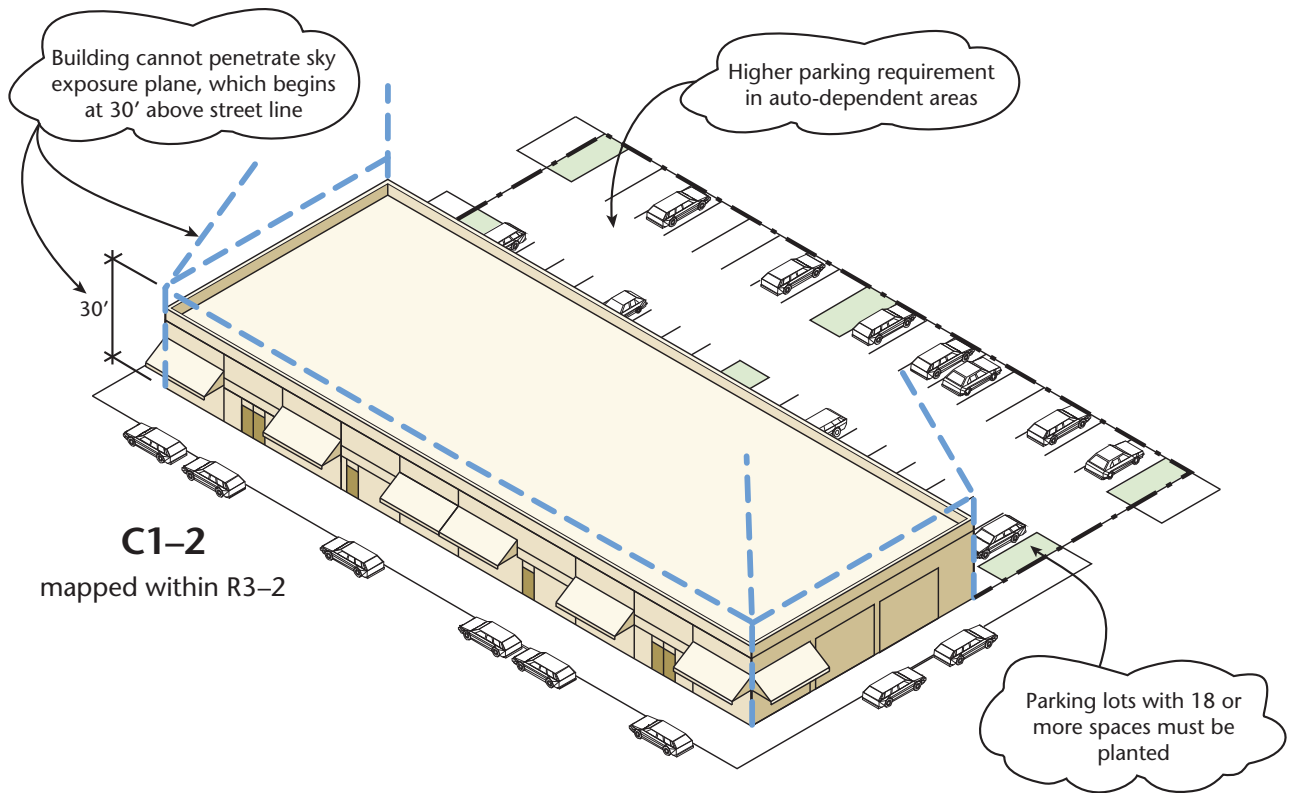 Building cannot penetrate sky
exposure plane, which begins
at 30′ above street line
Higher parking requirement
in auto-dependent areas
30′
C1–2
mapped within R3–2
Parking lots with 18 or
more spaces must be
planted